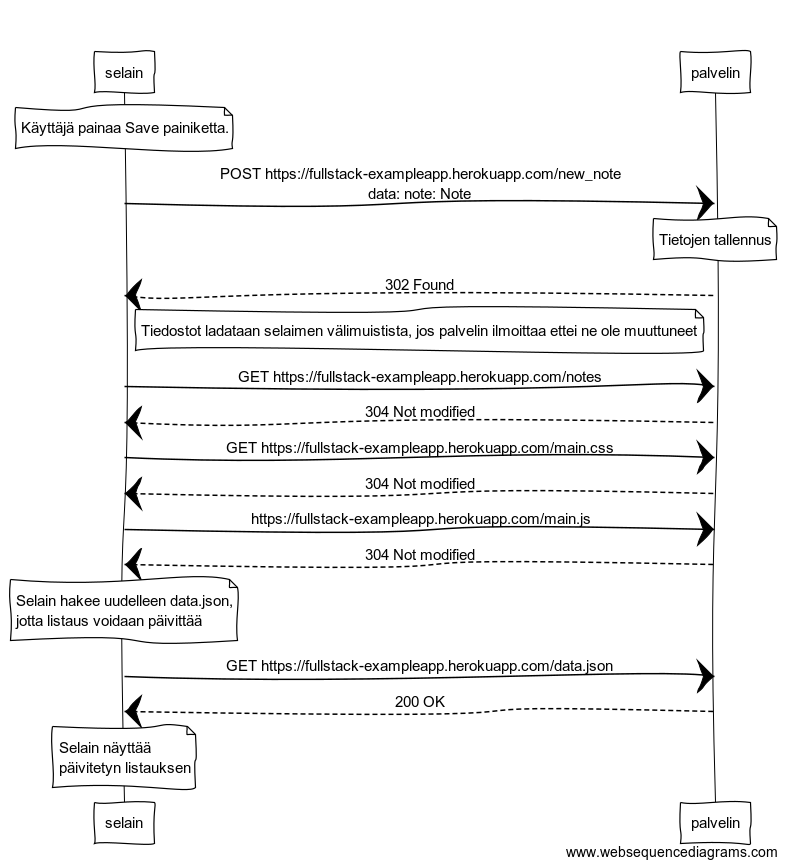 selain
palvelin
Käyttäjä painaa Save painiketta.
POST https://fullstack-exampleapp.herokuapp.com/new_note
data: note: Note
Tietojen tallennus
302 Found
Tiedostot ladataan selaimen välimuistista, jos palvelin ilmoittaa ettei ne ole muuttuneet
GET https://fullstack-exampleapp.herokuapp.com/notes
304 Not modified
GET https://fullstack-exampleapp.herokuapp.com/main.css
304 Not modified
https://fullstack-exampleapp.herokuapp.com/main.js
304 Not modified
Selain hakee uudelleen data.json,
jotta listaus voidaan päivittää
GET https://fullstack-exampleapp.herokuapp.com/data.json
200 OK
Selain näyttää
päivitetyn listauksen
selain
palvelin
www.websequencediagrams.com